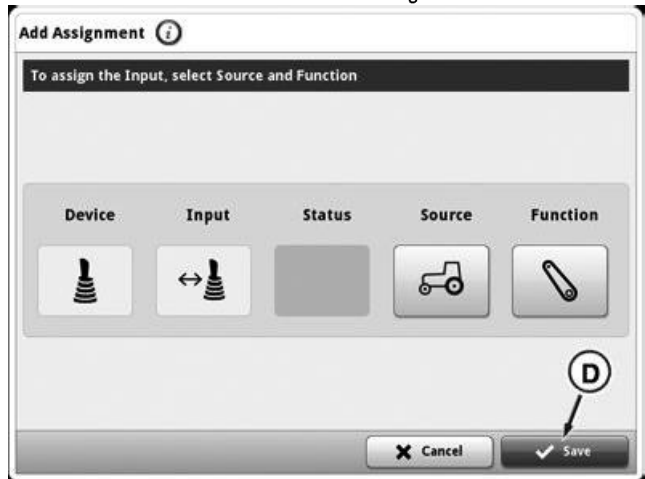 Add Assignment i
To assign the Input, select Source and Function
Device Input Status Source Function
D
Cancel Save